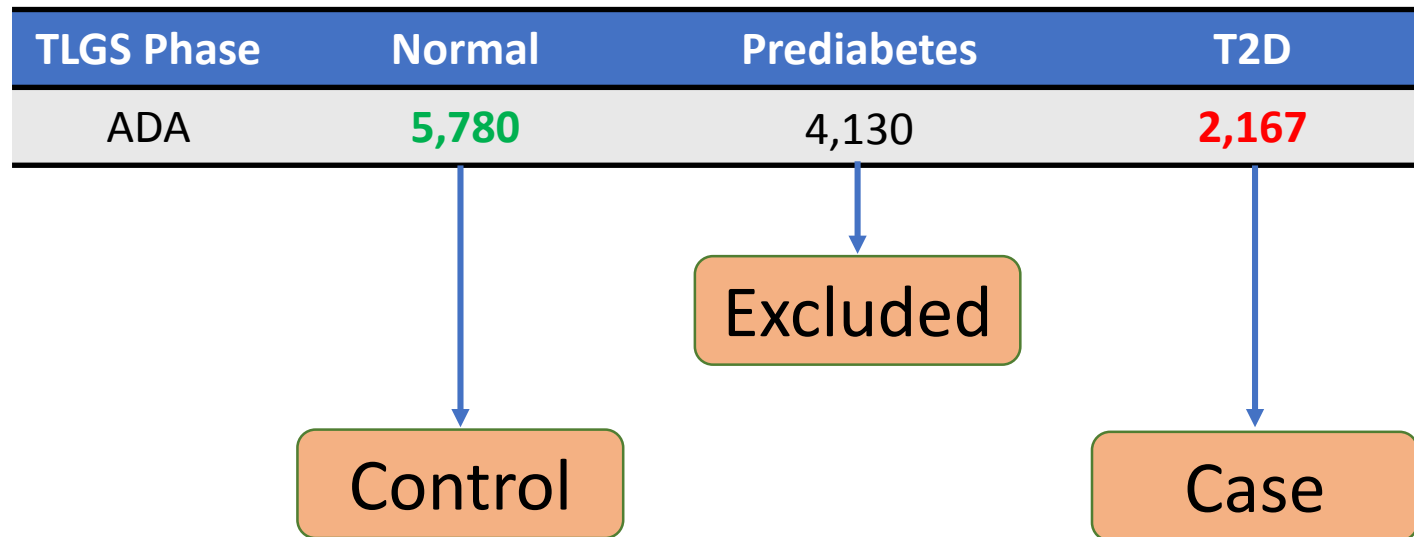 TLGS Phase Normal Prediabetes T2D
ADA 5,780 4,130 2,167
Excluded
Control Case